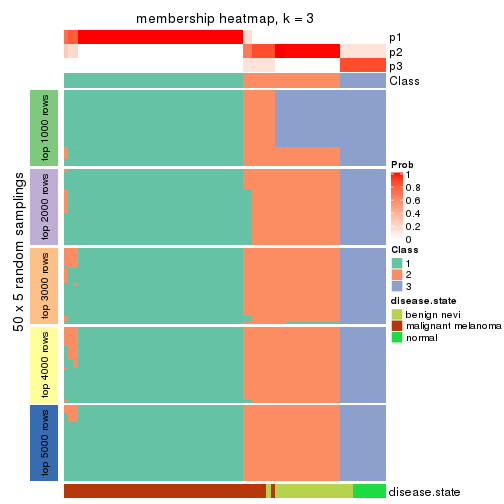 membership heatmap, k = 3
p1
p2
p3
Class
50 x 5 random samplings
top 1000 rows
top 2000 rows
top 3000 rows
top 4000 rows
top 5000 rows
disease.state
Prob
1
0.8
0.6
0.4
0.2
0
Class
1
2
3
disease.state
benign nevi
malignant melanoma
normal